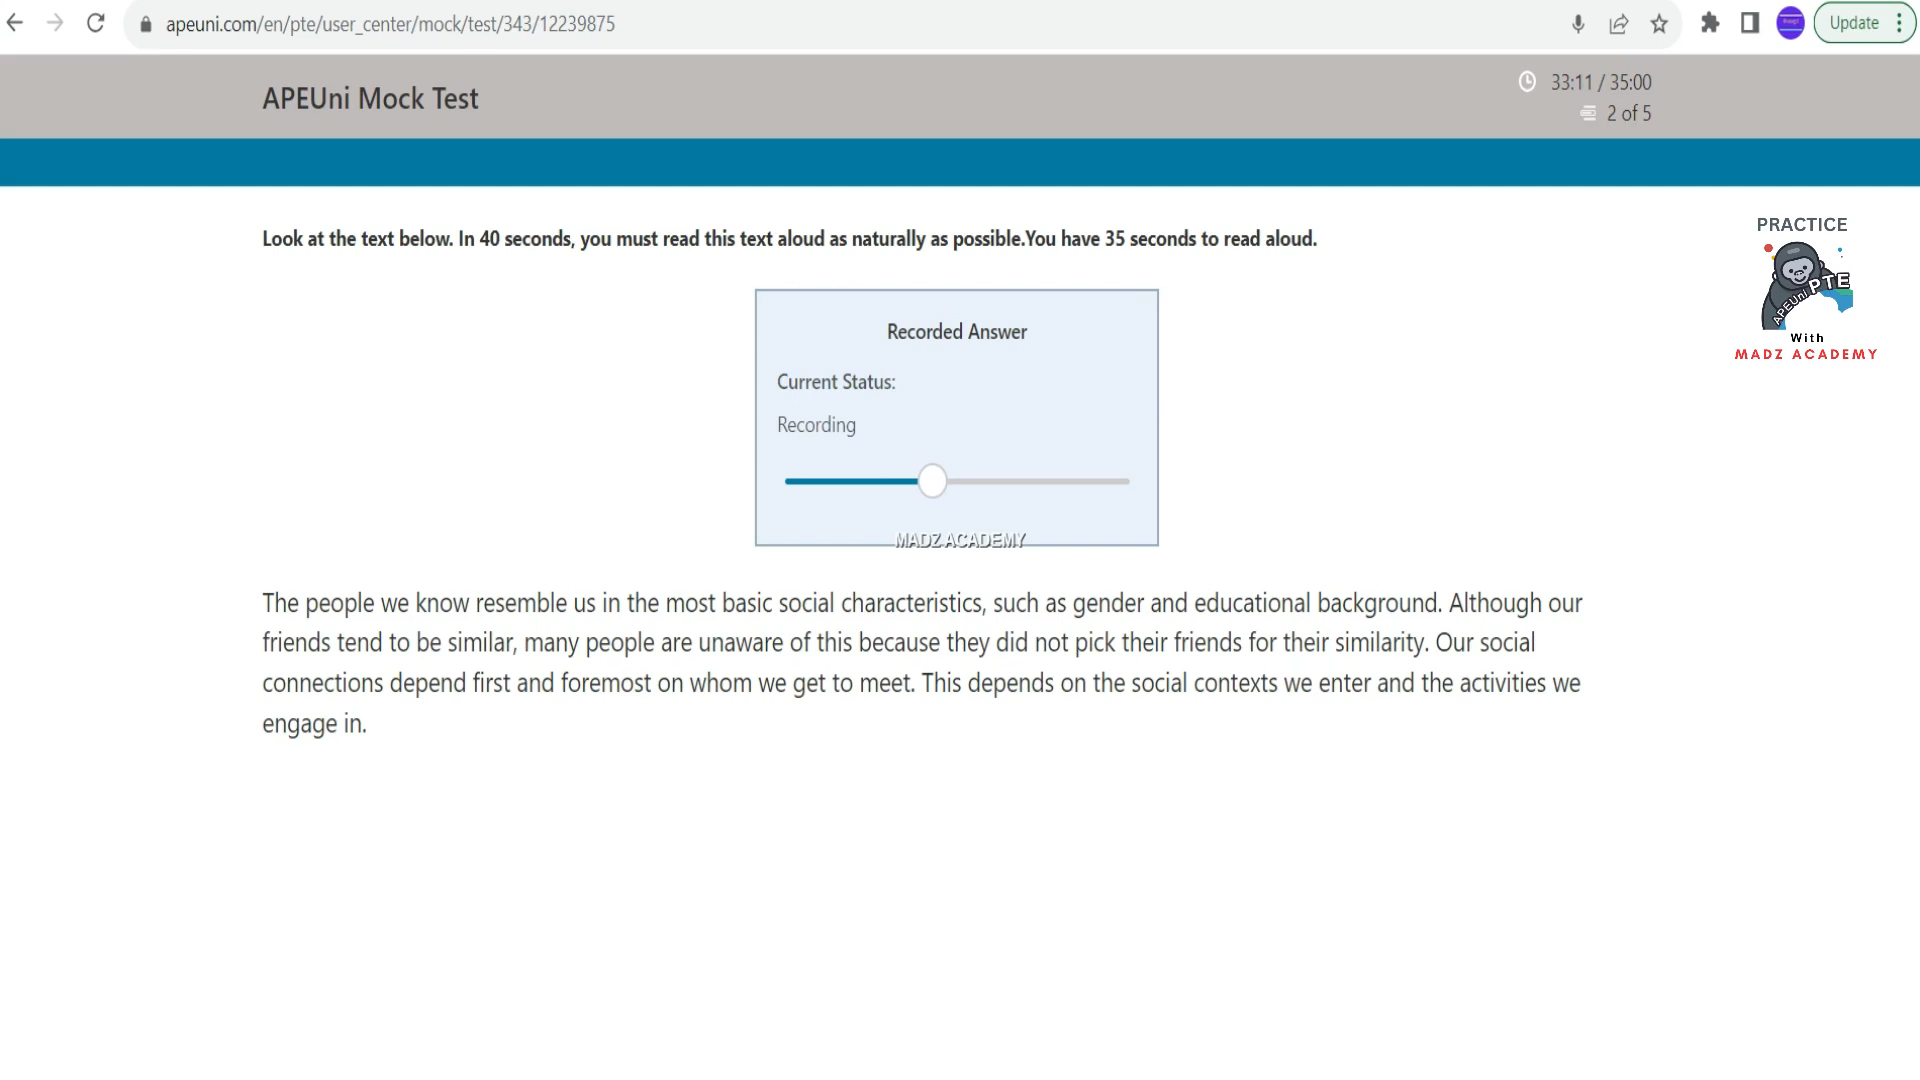 apeuni.com/en/pte/user_center/mock/test/343/12239875
Update
APEUni Mock Test
33:11 / 35:00
2 of 5
Look at the text below. In 40 seconds, you must read this text aloud as naturally as possible.You have 35 seconds to read aloud.
PRACTICE
APEUni PTE
With
MADZ ACADEMY
Recorded Answer
Current Status:
Recording
MADZ ACADEMY
The people we know resemble us in the most basic social characteristics, such as gender and educational background. Although our
friends tend to be similar, many people are unaware of this because they did not pick their friends for their similarity. Our social
connections depend first and foremost on whom we get to meet. This depends on the social contexts we enter and the activities we
engage in.